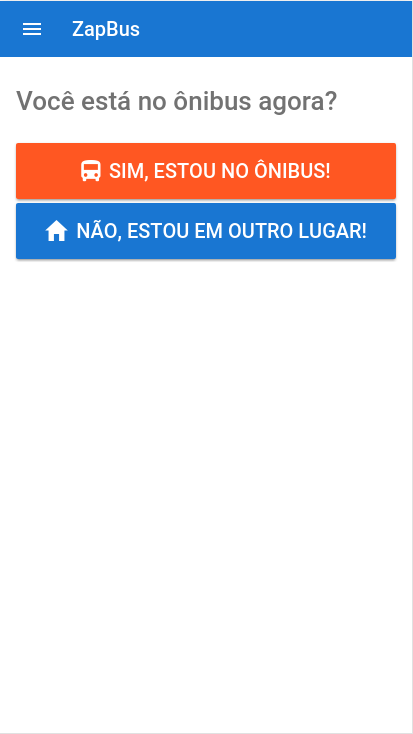 ZapBus
Você está no ônibus agora?
SIM, ESTOU NO ÔNIBUS!
NÃO, ESTOU EM OUTRO LUGAR!